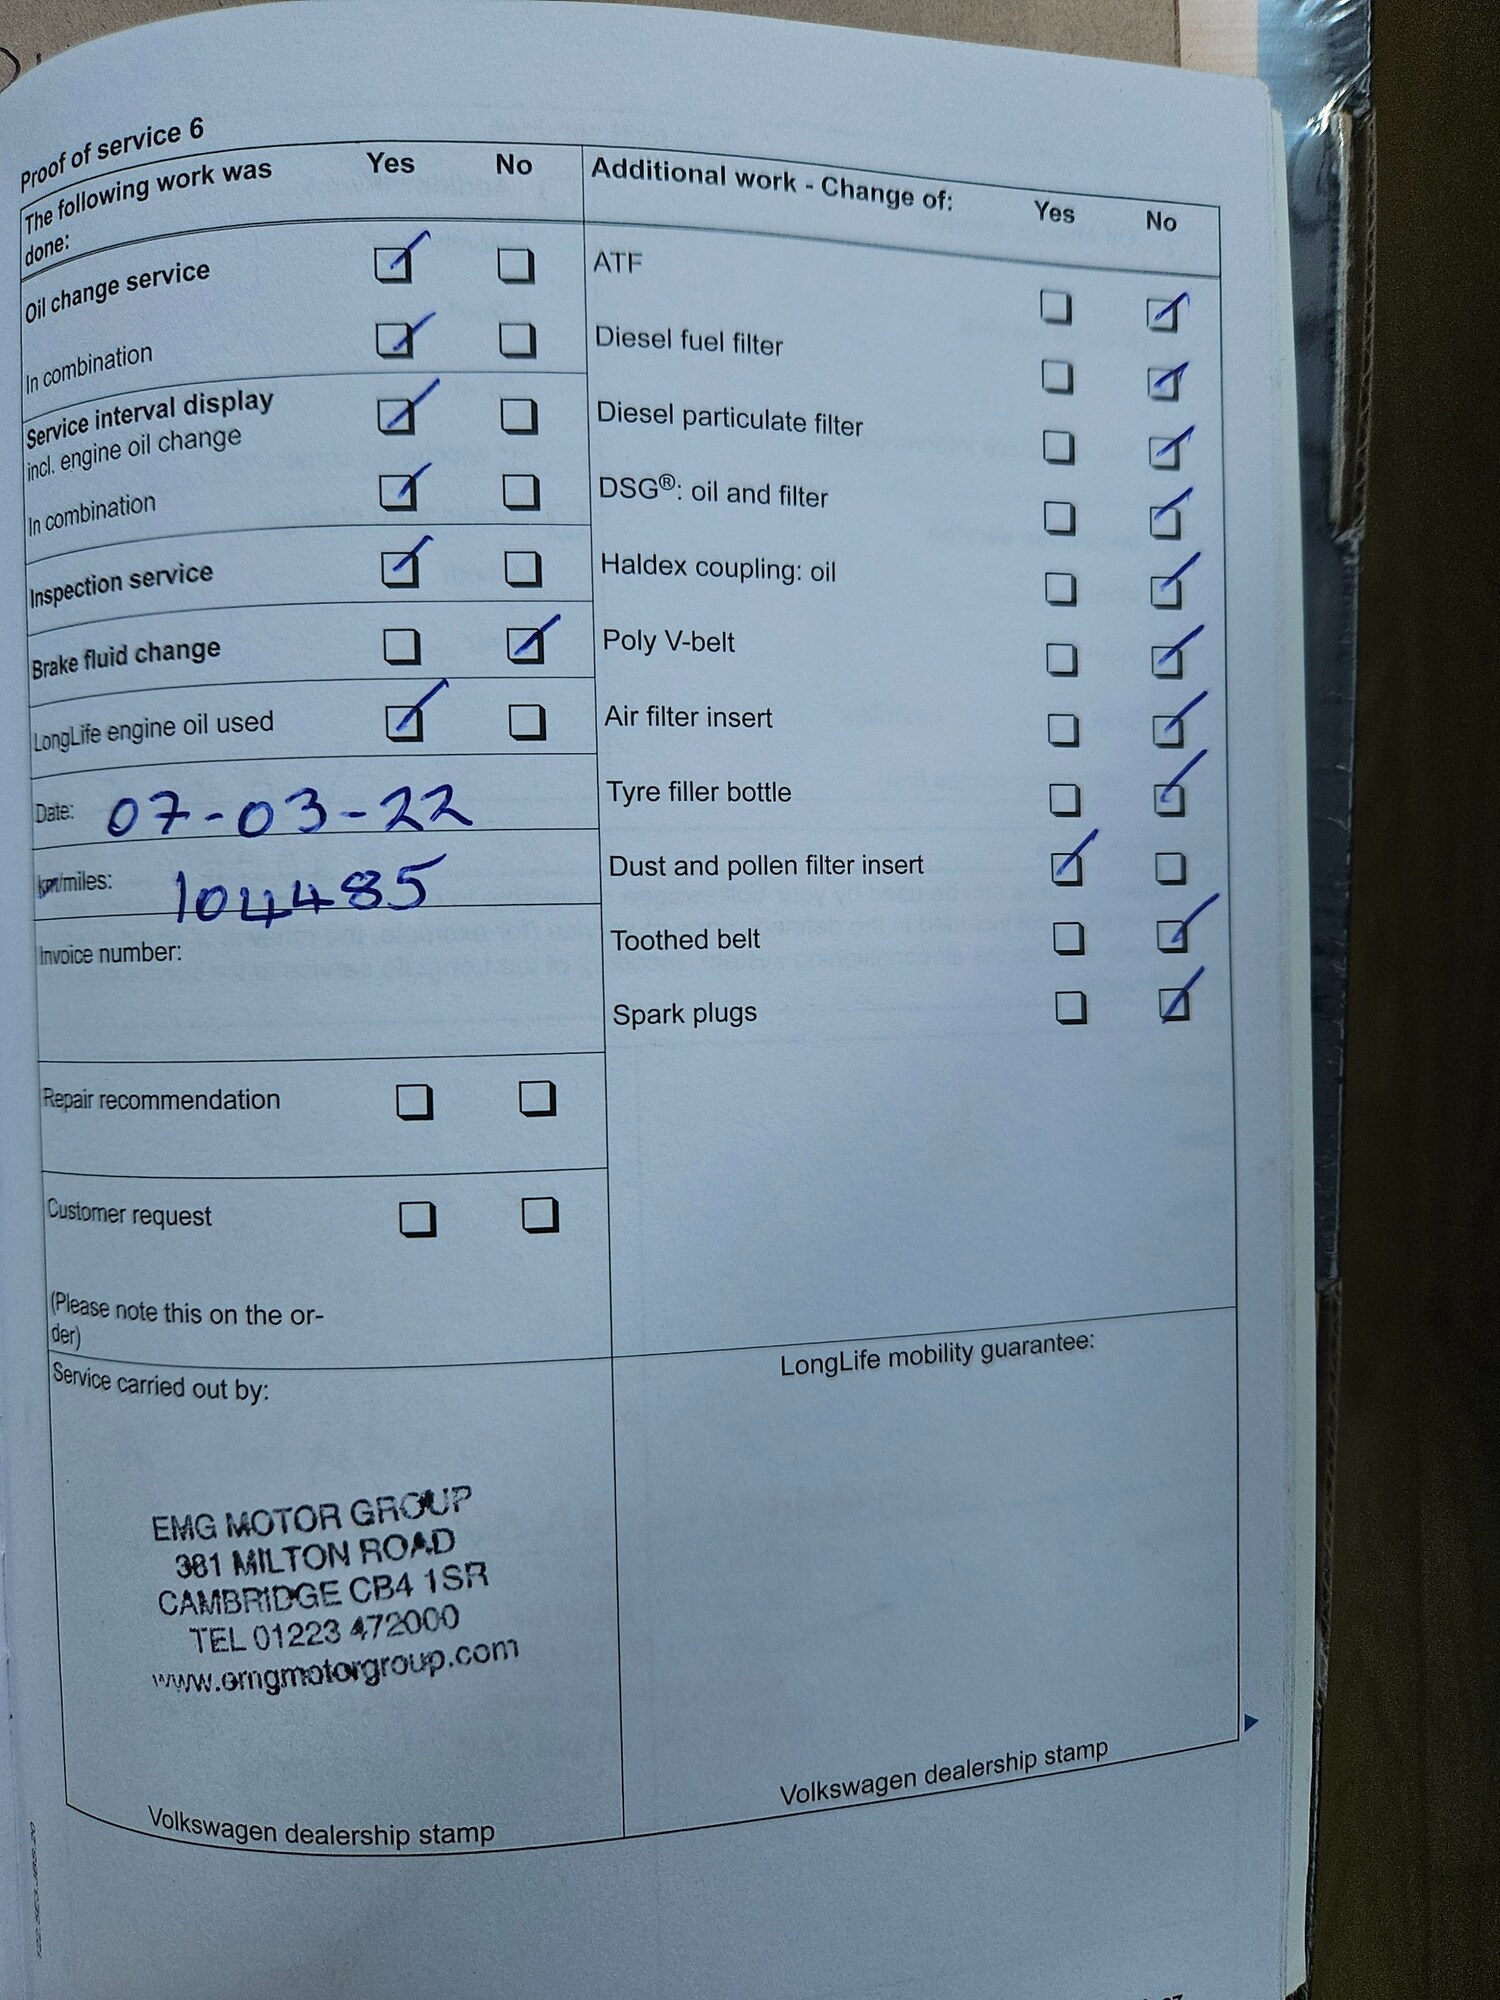 Proof of service 6
The following work was
done:
Yes No
Oil change service
In combination
Service interval display
incl. engine oil change
In combination
Inspection service
Brake fluid change
LongLife engine oil used
Date: 07-03-22
km/miles: 104485
Invoice number:
Repair recommendation
Customer request
(Please note this on the or-
der)
Additional work - Change of:
Yes No
ATF
Diesel fuel filter
Diesel particulate filter
DSG®: oil and filter
Haldex coupling: oil
Poly V-belt
Air filter insert
Tyre filler bottle
Dust and pollen filter insert
Toothed belt
Spark plugs
Service carried out by:
EMG MOTOR GROUP
381 MILTON ROAD
CAMBRIDGE CB4 1SR
TEL 01223 472000
www.emgmotorgroup.com
Volkswagen dealership stamp
LongLife mobility guarantee:
Volkswagen dealership stamp